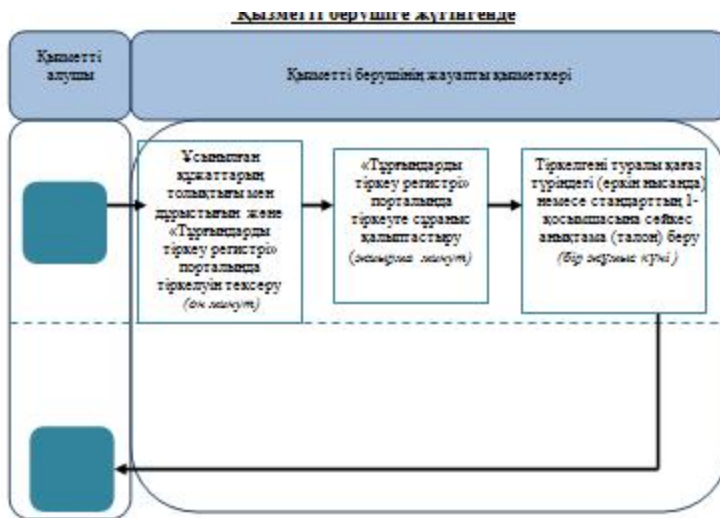 Қызметті берушіге жүгінгенде
Қызметті
алушы
Қызметті берушінің жауапты қызметкері
Ұсынылған
құжаттарың
толықтығы мен
дұрыстығын және
«Тұрғындарды
тіркеу регистрі»
порталында
тіркелуін тексеру
(он минут)
«Тұрғындарды
тіркеу регистрі»
порталында
тіркеуге сұраныс
қалыптастыру
(жиырма минут)
Тіркелгені туралы қағаз
түріндегі (еркін нысанда)
немесе стандарттың 1-
қосымшасына сәйкес
анықтама (талон) беру
(бір жұмыс күні )